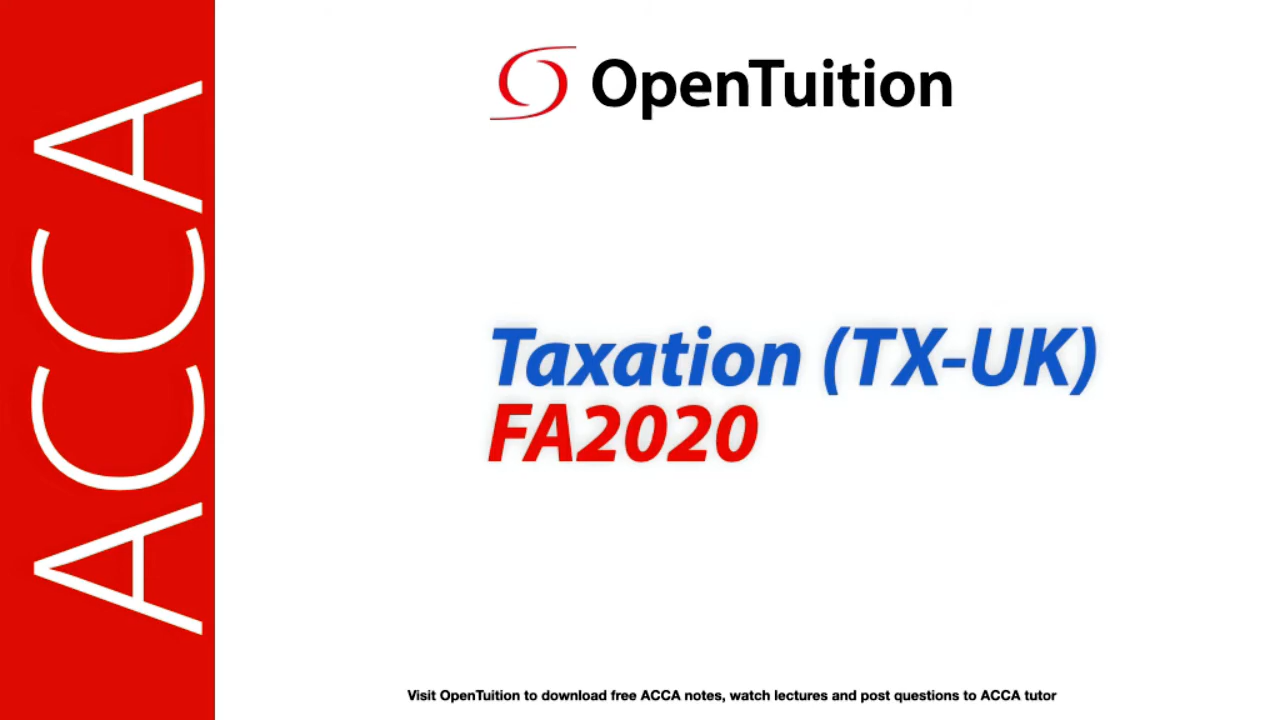 ACCA
OpenTuition
Taxation (TX-UK)
FA2020
Visit OpenTuition to download free ACCA notes, watch lectures and post questions to ACCA tutor